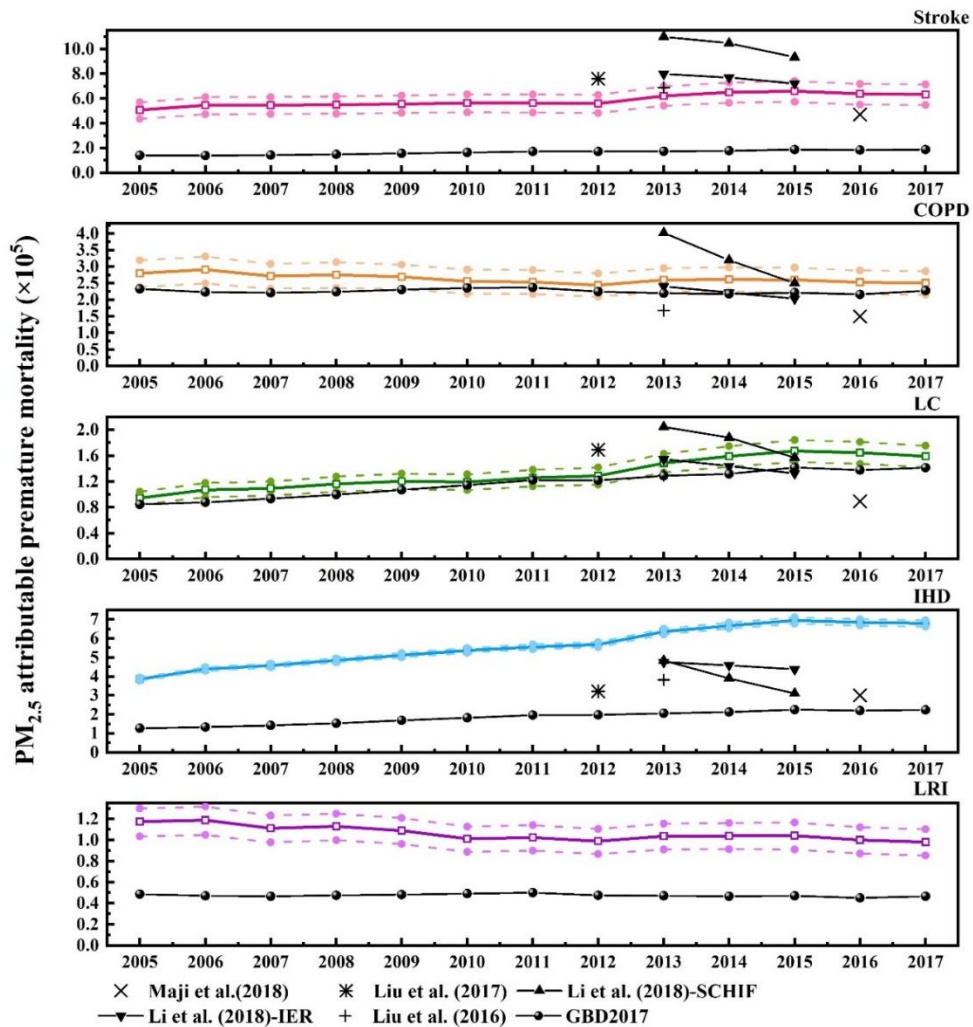 Stroke
10.0
8.0
6.0
4.0
2.0
0.0
2005 2006 2007 2008 2009 2010 2011 2012 2013 2014 2015 2016 2017
COPD
4.0
3.5
3.0
2.5
2.0
1.5
1.0
0.5
0.0
2005 2006 2007 2008 2009 2010 2011 2012 2013 2014 2015 2016 2017
LC
2.0
1.6
1.2
0.8
0.4
0.0
2005 2006 2007 2008 2009 2010 2011 2012 2013 2014 2015 2016 2017
IHD
7
6
5
4
3
2
1
0
2005 2006 2007 2008 2009 2010 2011 2012 2013 2014 2015 2016 2017
LRI
1.2
1.0
0.8
0.6
0.4
0.2
0.0
2005 2006 2007 2008 2009 2010 2011 2012 2013 2014 2015 2016 2017
PM2.5 attributable premature mortality (×10⁵)
Maji et al.(2018) Liu et al. (2017) Li et al. (2018)-SCHIF
Li et al. (2018)-IER Liu et al. (2016) GBD2017